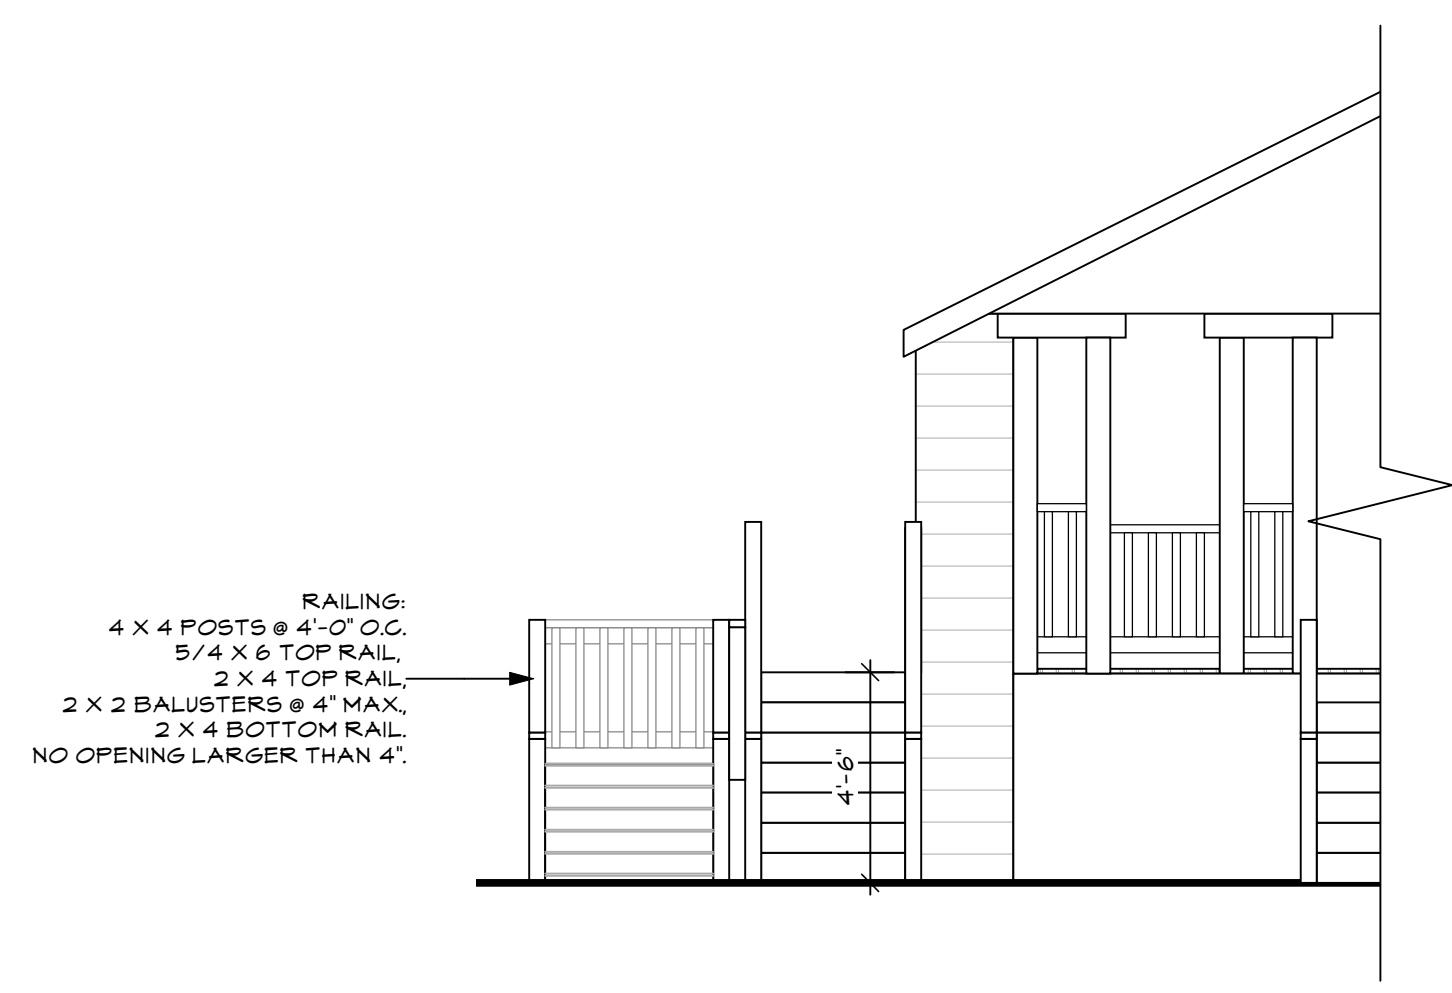 RAILING:
4 X 4 POSTS @ 4'-0" O.C.
5/4 X 6 TOP RAIL,
2 X 4 TOP RAIL,
2 X 2 BALUSTERS @ 4" MAX.,
2 X 4 BOTTOM RAIL.
NO OPENING LARGER THAN 4".
4'-6"